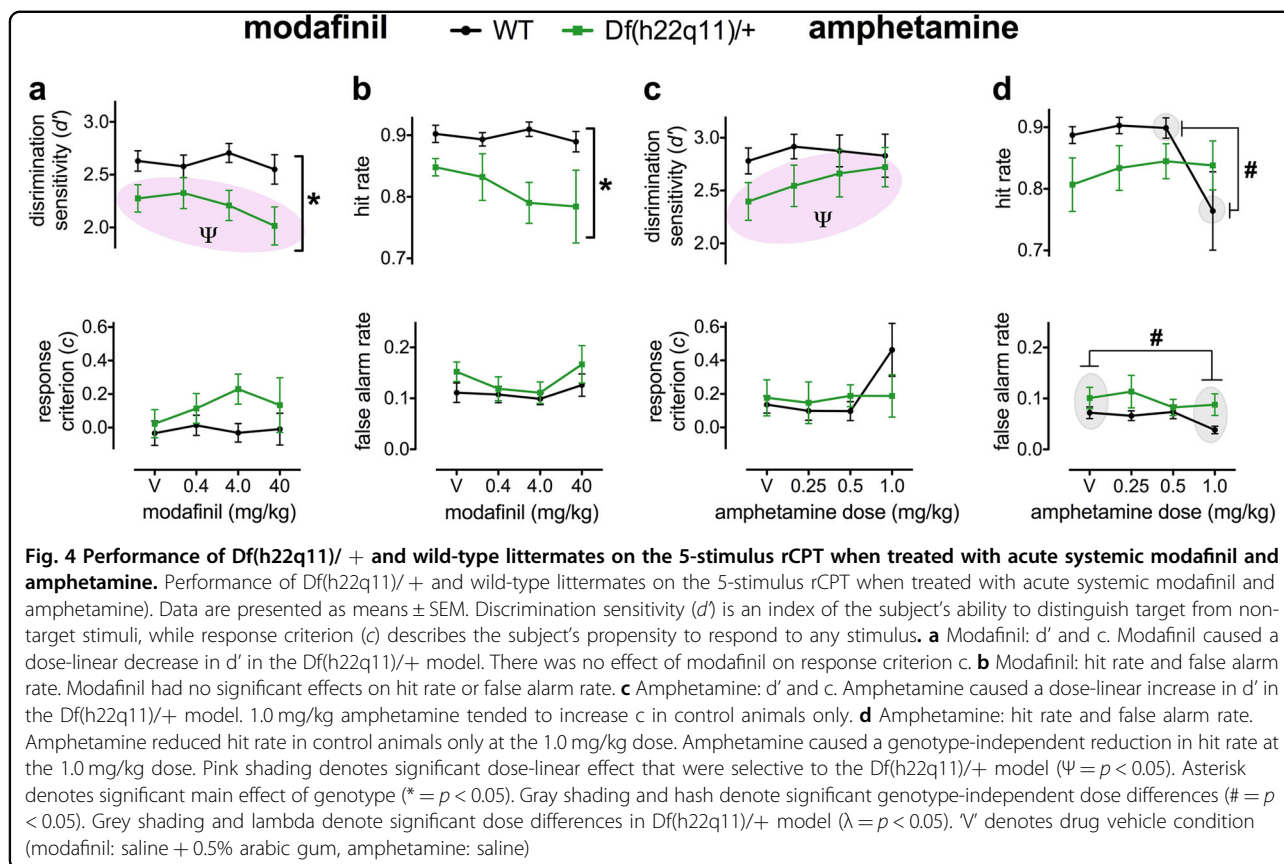 modafinil WT Df(h22q11)/+ amphetamine
a b c d
disrimination
sensitivity (d')
3.0
2.5
2.0
Ψ
*
hit rate
0.9
0.8
0.7
*
disrimination
sensitivity (d')
3.0
2.5
2.0
Ψ
hit rate
0.9
0.8
0.7
#
response
criterion (c)
0.6
0.4
0.2
0.0
V 0.4 4.0 40
modafinil (mg/kg)
false alarm rate
0.2
0.1
0.0
V 0.4 4.0 40
modafinil (mg/kg)
response
criterion (c)
0.6
0.4
0.2
0.0
V 0.25 0.5 1.0
amphetamine dose (mg/kg)
false alarm rate
0.2
0.1
0.0
#
V 0.25 0.5 1.0
amphetamine dose (mg/kg)
Fig. 4 Performance of Df(h22q11)/ + and wild-type littermates on the 5-stimulus rCPT when treated with acute systemic modafinil and
amphetamine. Performance of Df(h22q11)/ + and wild-type littermates on the 5-stimulus rCPT when treated with acute systemic modafinil and
amphetamine). Data are presented as means ± SEM. Discrimination sensitivity (d') is an index of the subject's ability to distinguish target from non-
target stimuli, while response criterion (c) describes the subject's propensity to respond to any stimulus. a Modafinil: d' and c. Modafinil caused a
dose-linear decrease in d' in the Df(h22q11)/+ model. There was no effect of modafinil on response criterion c. b Modafinil: hit rate and false alarm
rate. Modafinil had no significant effects on hit rate or false alarm rate. c Amphetamine: d' and c. Amphetamine caused a dose-linear increase in d' in
the Df(h22q11)/+ model. 1.0 mg/kg amphetamine tended to increase c in control animals only. d Amphetamine: hit rate and false alarm rate.
Amphetamine reduced hit rate in control animals only at the 1.0 mg/kg dose. Amphetamine caused a genotype-independent reduction in hit rate at
the 1.0 mg/kg dose. Pink shading denotes significant dose-linear effect that were selective to the Df(h22q11)/+ model (Ψ = p < 0.05). Asterisk
denotes significant main effect of genotype (* = p < 0.05). Gray shading and hash denote significant genotype-independent dose differences (# = p
< 0.05). Grey shading and lambda denote significant dose differences in Df(h22q11)/+ model (λ = p < 0.05). 'V' denotes drug vehicle condition
(modafinil: saline + 0.5% arabic gum, amphetamine: saline)